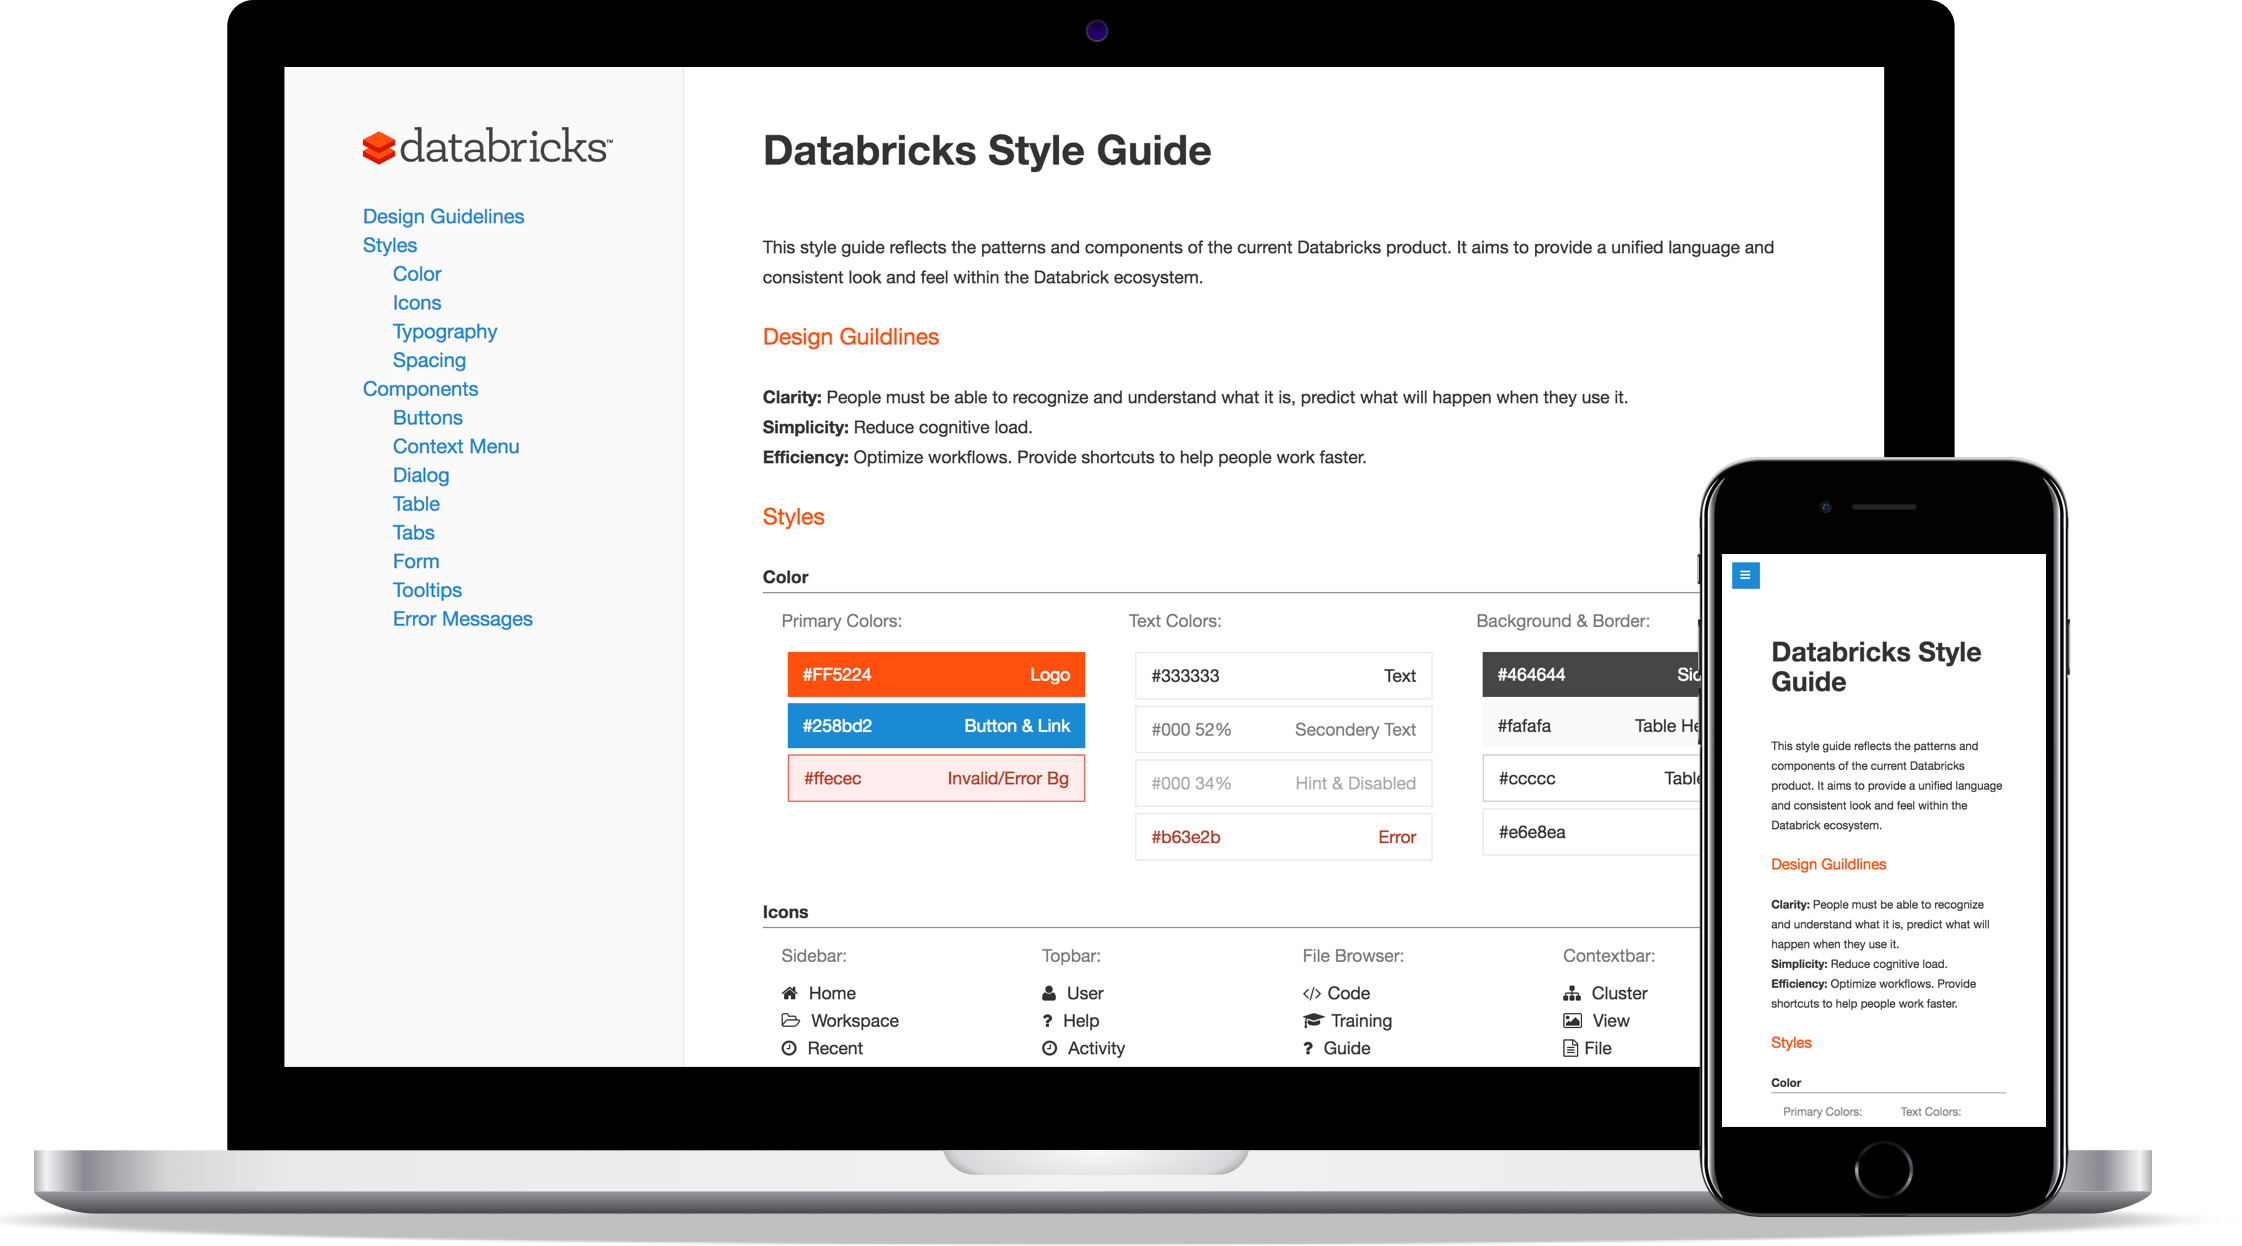 databricks™
Design Guidelines
Styles
Color
Icons
Typography
Spacing
Components
Buttons
Context Menu
Dialog
Table
Tabs
Form
Tooltips
Error Messages
Databricks Style Guide
This style guide reflects the patterns and components of the current Databricks product. It aims to provide a unified language and
consistent look and feel within the Databrick ecosystem.
Design Guildlines
Clarity: People must be able to recognize and understand what it is, predict what will happen when they use it.
Simplicity: Reduce cognitive load.
Efficiency: Optimize workflows. Provide shortcuts to help people work faster.
Styles
Color
Primary Colors:
#FF5224 Logo
#258bd2 Button & Link
#ffecec Invalid/Error Bg
Text Colors:
#333333 Text
#000 52% Secondery Text
#000 34% Hint & Disabled
#b63e2b Error
Background & Border:
#464644
#fafafa Table
#ccccc Table
#e6e8ea
Icons
Sidebar:
Home
Workspace
Recent
Topbar:
User
? Help
Activity
File Browser:
</> Code
Training
? Guide
Contextbar:
Cluster
View
File
Databricks Style
Guide
This style guide reflects the patterns and
components of the current Databricks
product. It aims to provide a unified language
and consistent look and feel within the
Databrick ecosystem.
Design Guildlines
Clarity: People must be able to recognize
and understand what it is, predict what will
happen when they use it.
Simplicity: Reduce cognitive load.
Efficiency: Optimize workflows. Provide
shortcuts to help people work faster.
Styles
Color
Primary Colors: Text Colors: